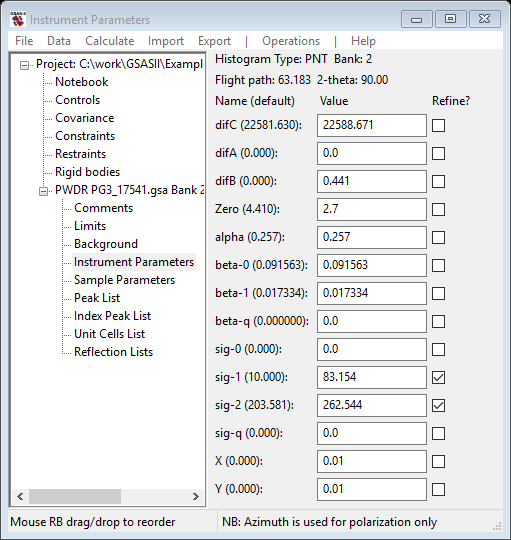 Instrument Parameters
File Data Calculate Import Export | Operations | Help
Project: C:\work\GSASII\Exampl
Notebook
Controls
Covariance
Constraints
Restraints
Rigid bodies
PWDR PG3_17541.gsa Bank 2
Comments
Limits
Background
Instrument Parameters
Sample Parameters
Peak List
Index Peak List
Unit Cells List
Reflection Lists
Histogram Type: PNT Bank: 2
Flight path: 63.183 2-theta: 90.00
Name (default) Value Refine?
difC (22581.630): 22588.671
difA (0.000): 0.0
difB (0.000): 0.441
Zero (4.410): 2.7
alpha (0.257): 0.257
beta-0 (0.091563): 0.091563
beta-1 (0.017334): 0.017334
beta-q (0.000000): 0.0
sig-0 (0.000): 0.0
sig-1 (10.000): 83.154
sig-2 (203.581): 262.544
sig-q (0.000): 0.0
X (0.000): 0.01
Y (0.000): 0.01
Mouse RB drag/drop to reorder
NB: Azimuth is used for polarization only